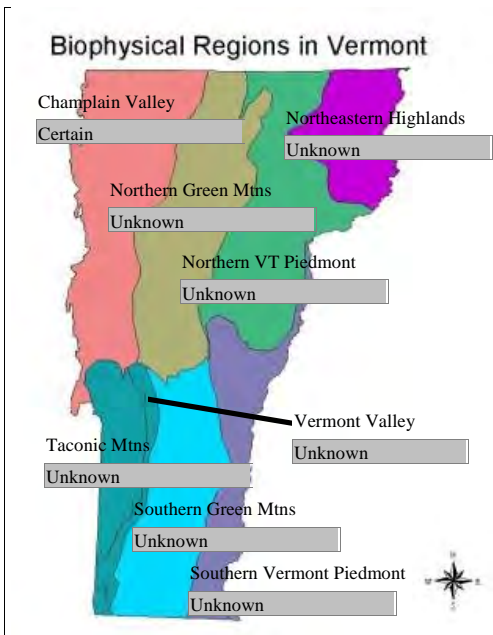 Biophysical Regions in Vermont
Champlain Valley
Certain
Northeastern Highlands
Unknown
Northern Green Mtns
Unknown
Northern VT Piedmont
Unknown
Vermont Valley
Unknown
Taconic Mtns
Unknown
Southern Green Mtns
Unknown
Southern Vermont Piedmont
Unknown